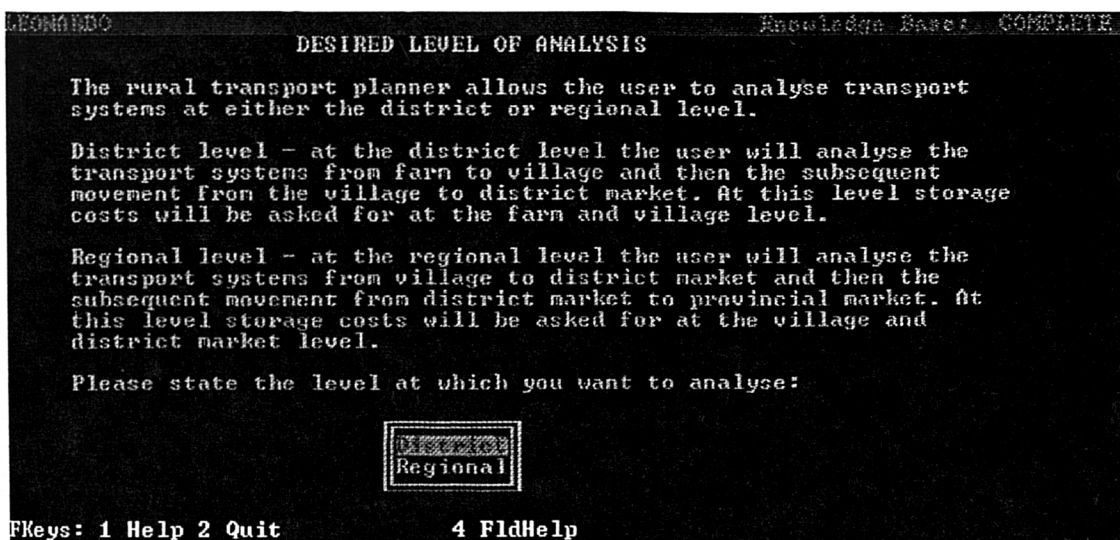 LEONARDO Knowledge Base: COMPLETE
DESIRED LEVEL OF ANALYSIS
The rural transport planner allows the user to analyse transport
systems at either the district or regional level.
District level - at the district level the user will analyse the
transport systems from farm to village and then the subsequent
movement from the village to district market. At this level storage
costs will be asked for at the farm and village level.
Regional level - at the regional level the user will analyse the
transport systems from village to district market and then the
subsequent movement from district market to provincial market. At
this level storage costs will be asked for at the village and
district market level.
Please state the level at which you want to analyse:
District
Regional
FKeys: 1 Help 2 Quit 4 FldHelp